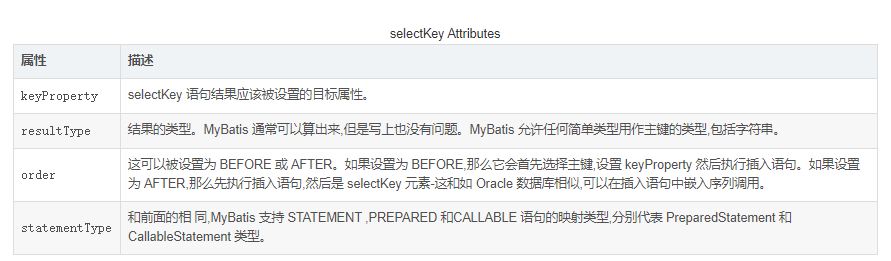 selectKey Attributes
属性 描述
keyProperty selectKey 语句结果应该被设置的目标属性。
resultType 结果的类型。MyBatis 通常可以算出来,但是写上也没有问题。MyBatis 允许任何简单类型用作主键的类型,包括字符串。
order 这可以被设置为 BEFORE 或 AFTER。如果设置为 BEFORE,那么它会首先选择主键,设置 keyProperty 然后执行插入语句。如果设置
为 AFTER,那么先执行插入语句,然后是 selectKey 元素-这和如 Oracle 数据库相似,可以在插入语句中嵌入序列调用。
statementType 和前面的相 同,MyBatis 支持 STATEMENT ,PREPARED 和CALLABLE 语句的映射类型,分别代表 PreparedStatement 和
CallableStatement 类型。